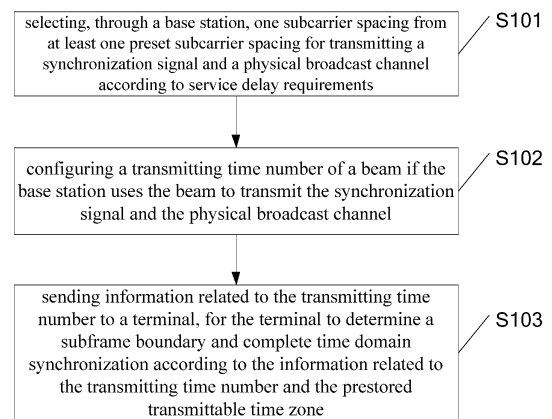 selecting, through a base station, one subcarrier spacing from
at least one preset subcarrier spacing for transmitting a
synchronization signal and a physical broadcast channel
according to service delay requirements
S101
configuring a transmitting time number of a beam if the
base station uses the beam to transmit the synchronization
signal and the physical broadcast channel
S102
sending information related to the transmitting time
number to a terminal, for the terminal to determine a
subframe boundary and complete time domain
synchronization according to the information related to
the transmitting time number and the prestored
transmittable time zone
S103